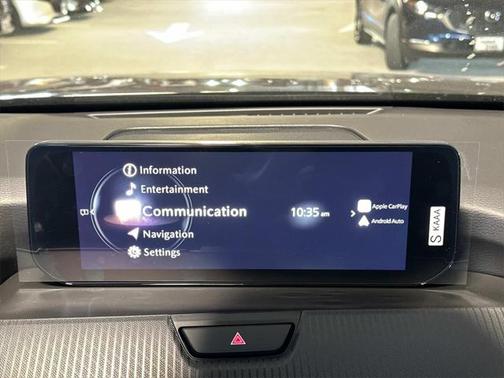 Information
Entertainment
Communication
10:35 am
Apple CarPlay
Android Auto
Navigation
Settings
S KAAA